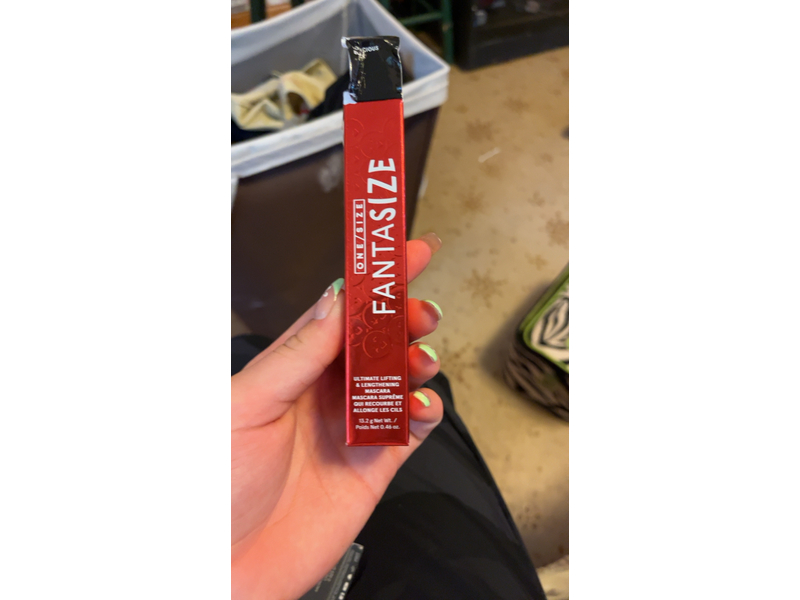 ONE/SIZE
FANTASIZE
ULTIMATE LIFTING
& LENGTHENING
MASCARA
MASCARA SUPRÊME
QUI RECOURBE ET
ALLONGE LES CILS
13.2 g Net Wt. /
Poids Net 0.46 oz.